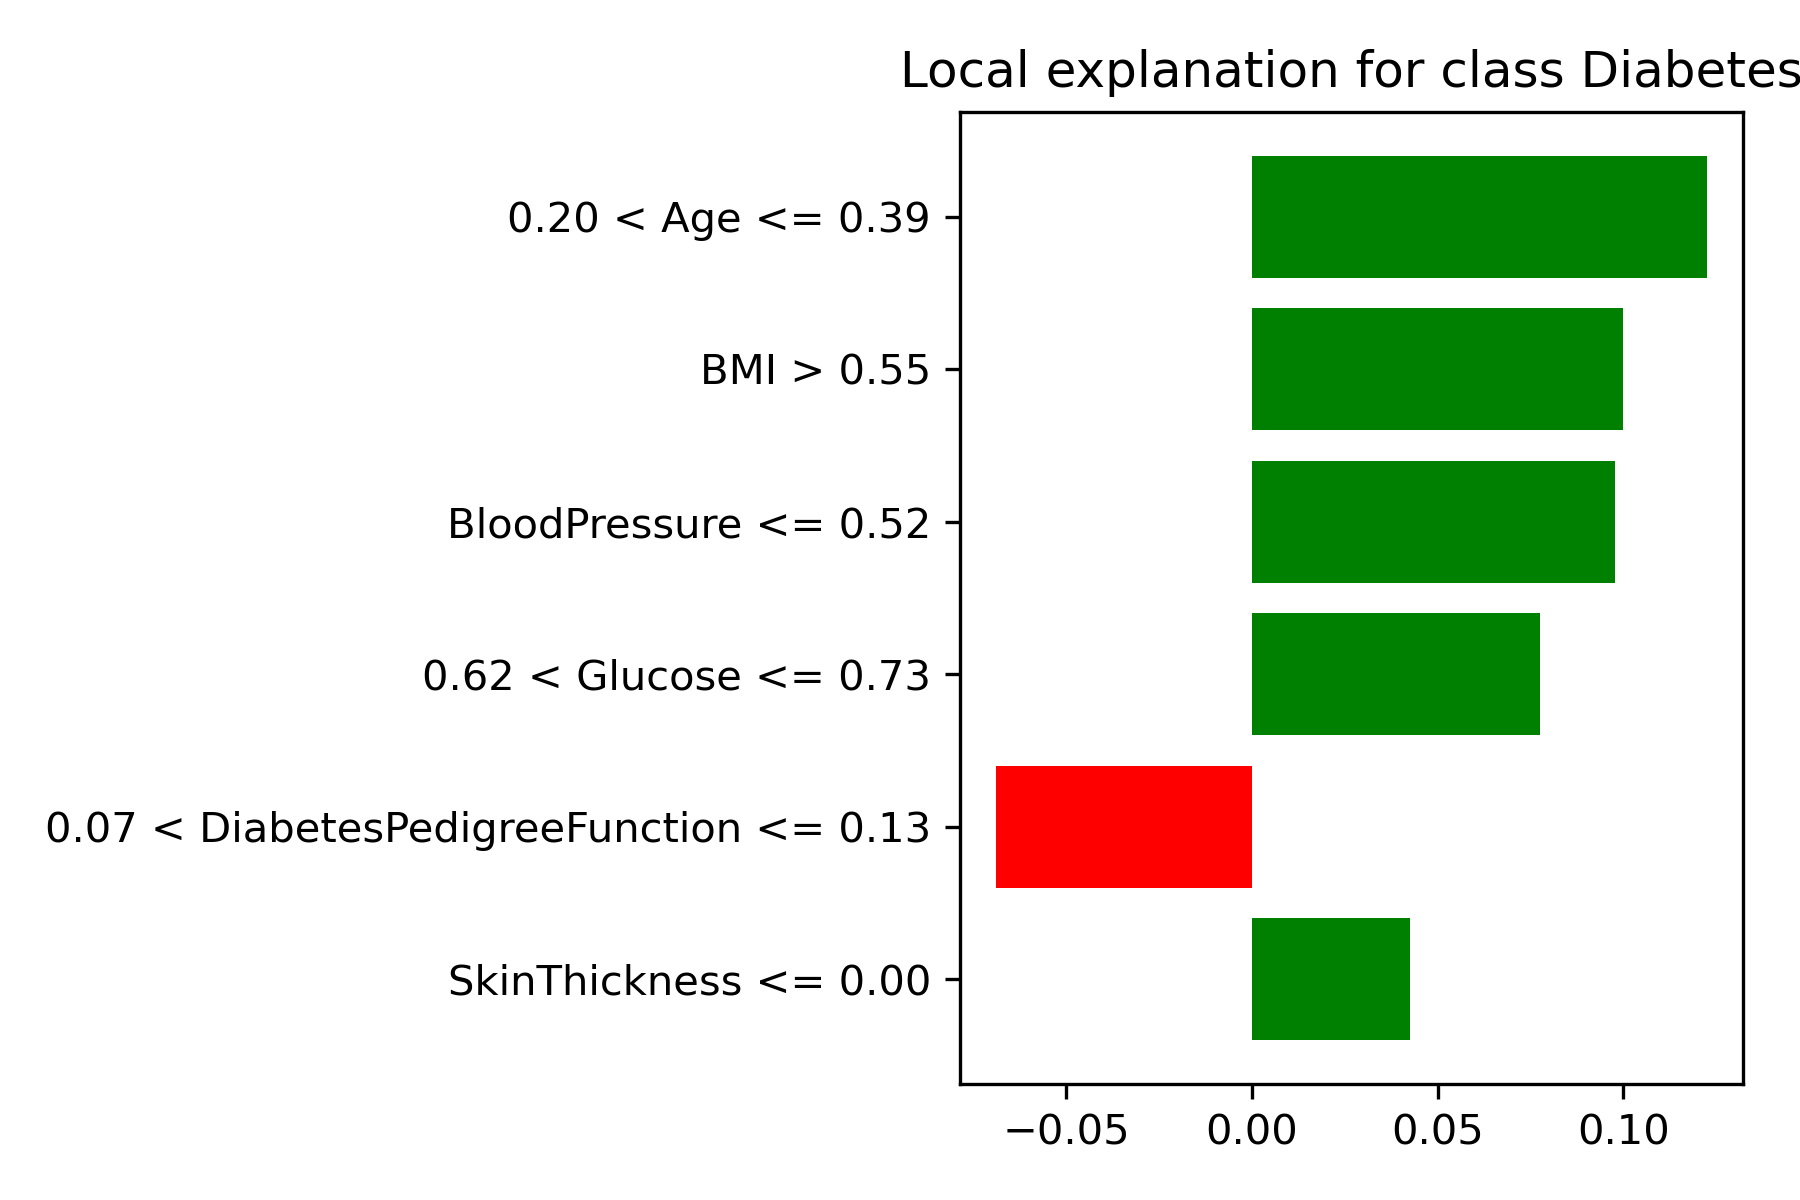 Local explanation for class Diabetes
0.20 < Age <= 0.39
BMI > 0.55
BloodPressure <= 0.52
0.62 < Glucose <= 0.73
0.07 < DiabetesPedigreeFunction <= 0.13
SkinThickness <= 0.00
−0.05 0.00 0.05 0.10